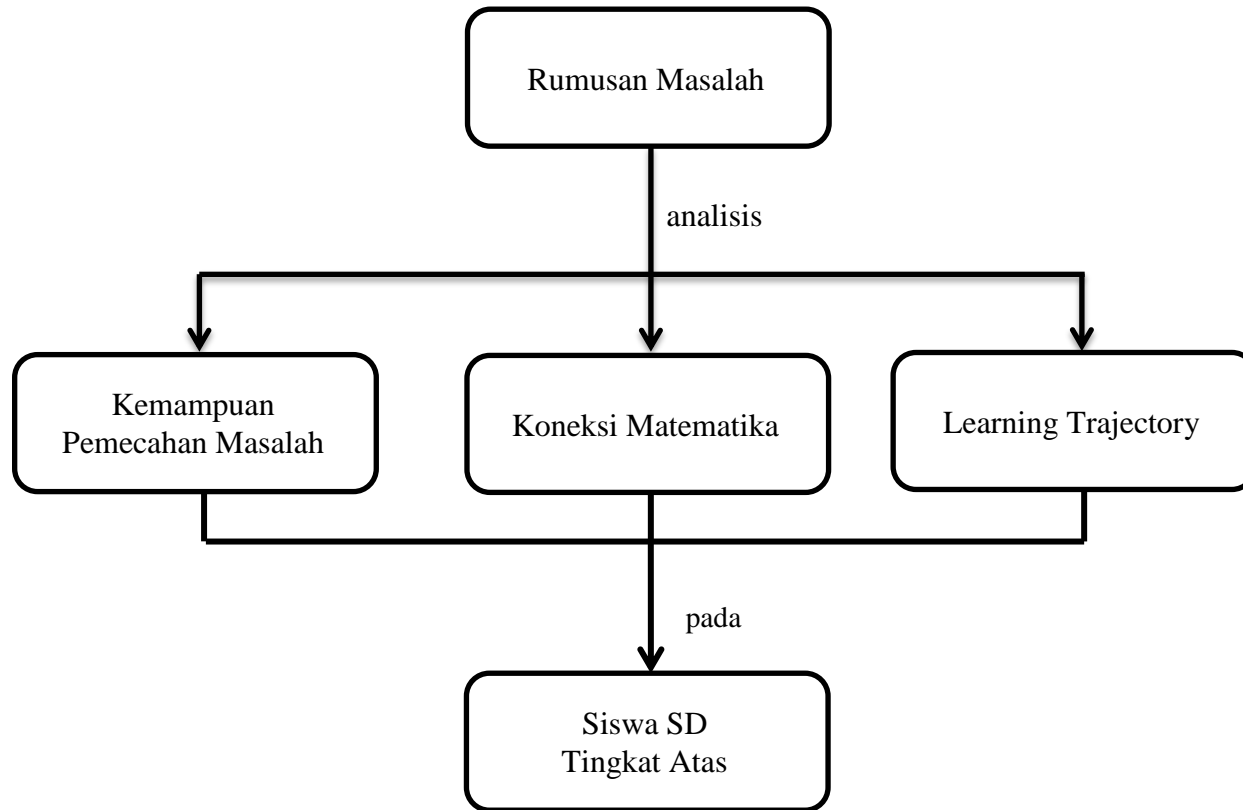 Rumusan Masalah
analisis
Kemampuan
Pemecahan Masalah
Koneksi Matematika
Learning Trajectory
pada
Siswa SD
Tingkat Atas